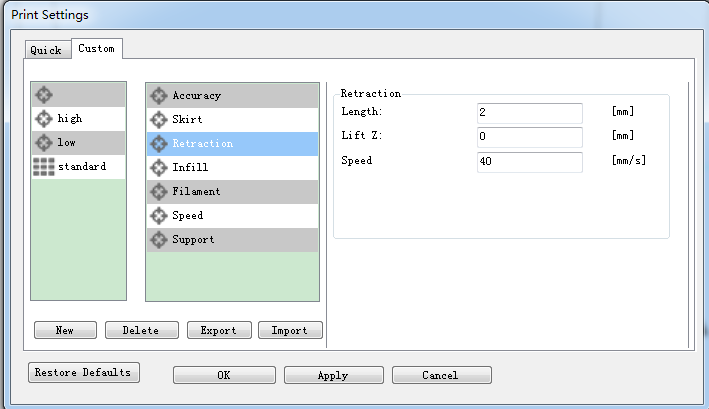 Print Settings
Quick
Custom
high
low
standard
Accuracy
Skirt
Retraction
Infill
Filament
Speed
Support
Retraction
Length: 2 [mm]
Lift Z: 0 [mm]
Speed 40 [mm/s]
New
Delete
Export
Import
Restore Defaults
OK
Apply
Cancel